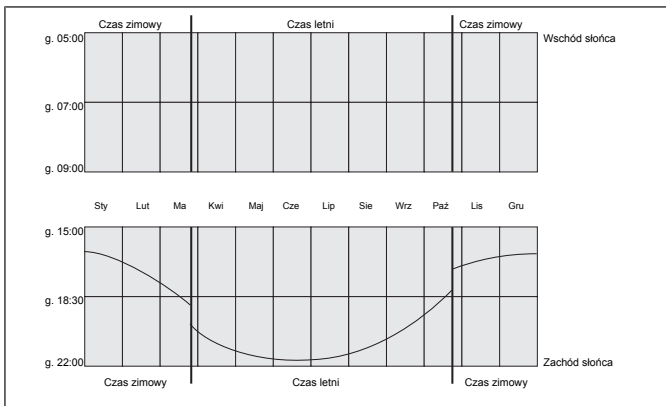 Czas zimowy Czas letni Czas zimowy
g. 05:00 Wschód słońca
g. 07:00
g. 09:00
Sty Lut Ma Kwi Maj Cze Lip Sie Wrz Paź Lis Gru
g. 15:00
g. 18:30
g. 22:00 Zachód słońca
Czas zimowy Czas letni Czas zimowy